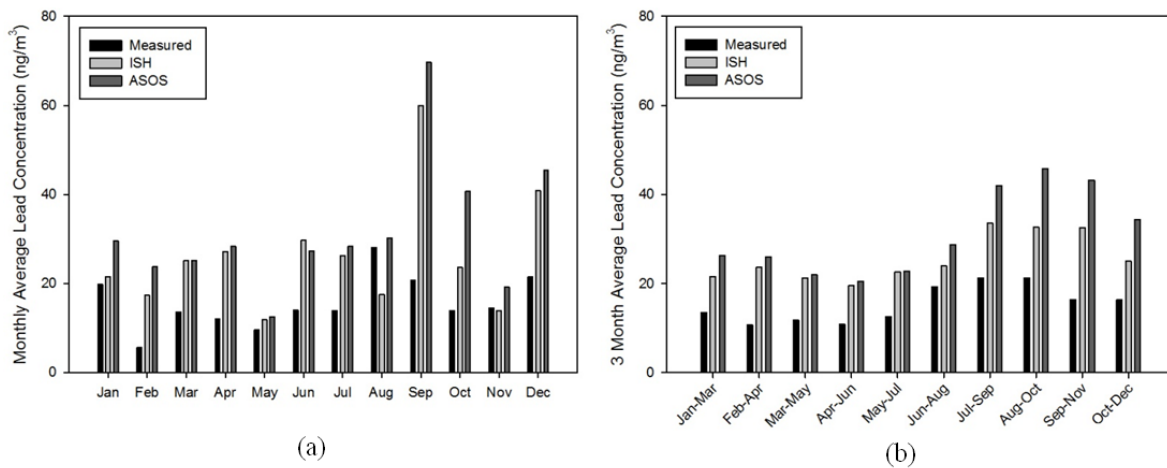 Monthly Average Lead Concentration (ng/m³)
80
60
40
20
0
Measured
ISH
ASOS
Jan Feb Mar Apr May Jun Jul Aug Sep Oct Nov Dec
(a)
3 Month Average Lead Concentration (ng/m³)
80
60
40
20
0
Measured
ISH
ASOS
Jan-Mar Feb-Apr Mar-May Apr-Jun May-Jul Jun-Aug Jul-Sep Aug-Oct Sep-Nov Oct-Dec
(b)